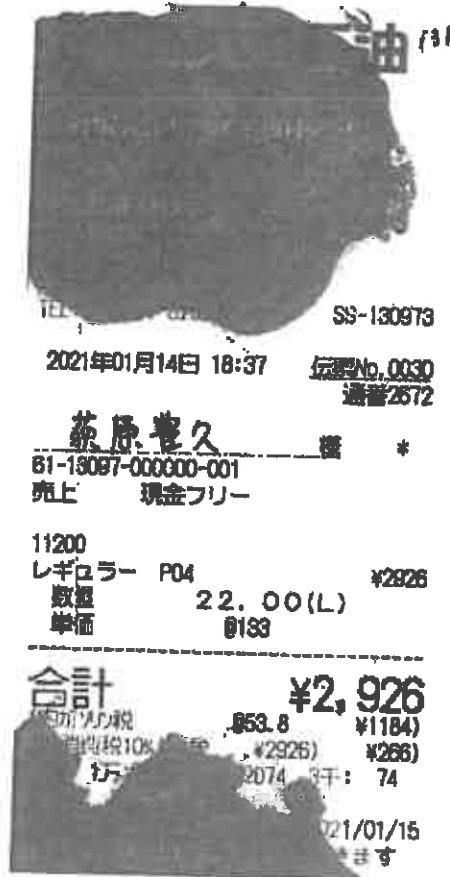 油
SS-130973
2021年01月14日 18:37 伝票No.0030
通番2672
萩原豊久 様 *
61-13097-000000-001
売上 現金フリー
11200
レギュラー P04 ¥2926
数量 22.00(L)
単価 @133
合計 ¥2,926
@53.8 ¥1184)
消費税10% ¥2926) ¥266)
2074 74
21/01/15
きます